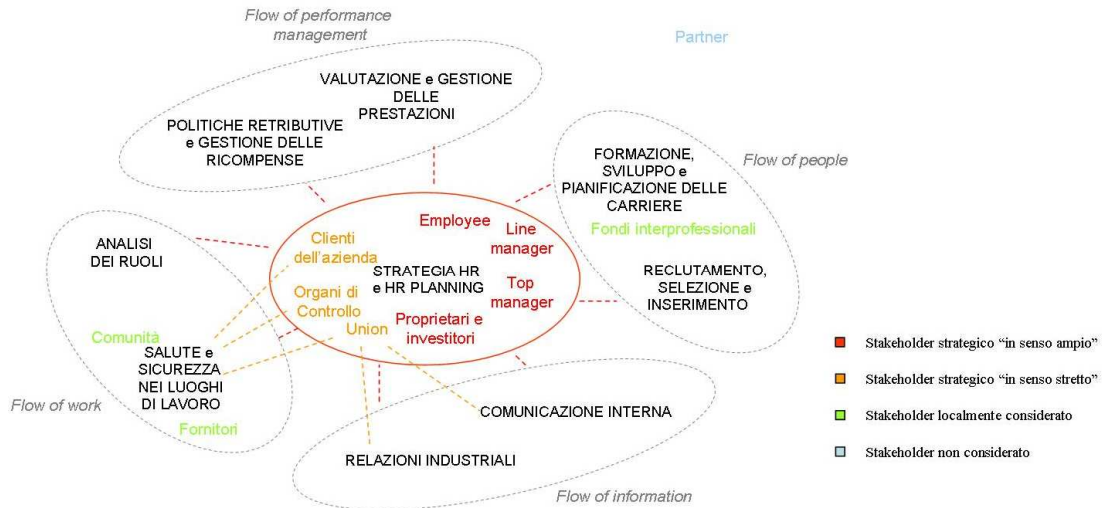 Flow of performance
management
Partner
VALUTAZIONE e GESTIONE
DELLE
PRESTAZIONI
POLITICHE RETRIBUTIVE
e GESTIONE DELLE
RICOMPENSE
FORMAZIONE,
SVILUPPO e
PIANIFICAZIONE DELLE
CARRIERE
Flow of people
Fondi interprofessionali
RECLUTAMENTO,
SELEZIONE e
INSERIMENTO
Employee
Line
manager
Clienti
dell'azienda
STRATEGIA HR
e HR PLANNING
Top
manager
Organi di
Controllo
Union
Proprietari e
investitori
ANALISI
DEI RUOLI
Comunità
SALUTE e
SICUREZZA
NEI LUOGHI
DI LAVORO
Flow of work
Fornitori
COMUNICAZIONE INTERNA
RELAZIONI INDUSTRIALI
Flow of information
Stakeholder strategico “in senso ampio”
Stakeholder strategico “in senso stretto”
Stakeholder localmente considerato
Stakeholder non considerato